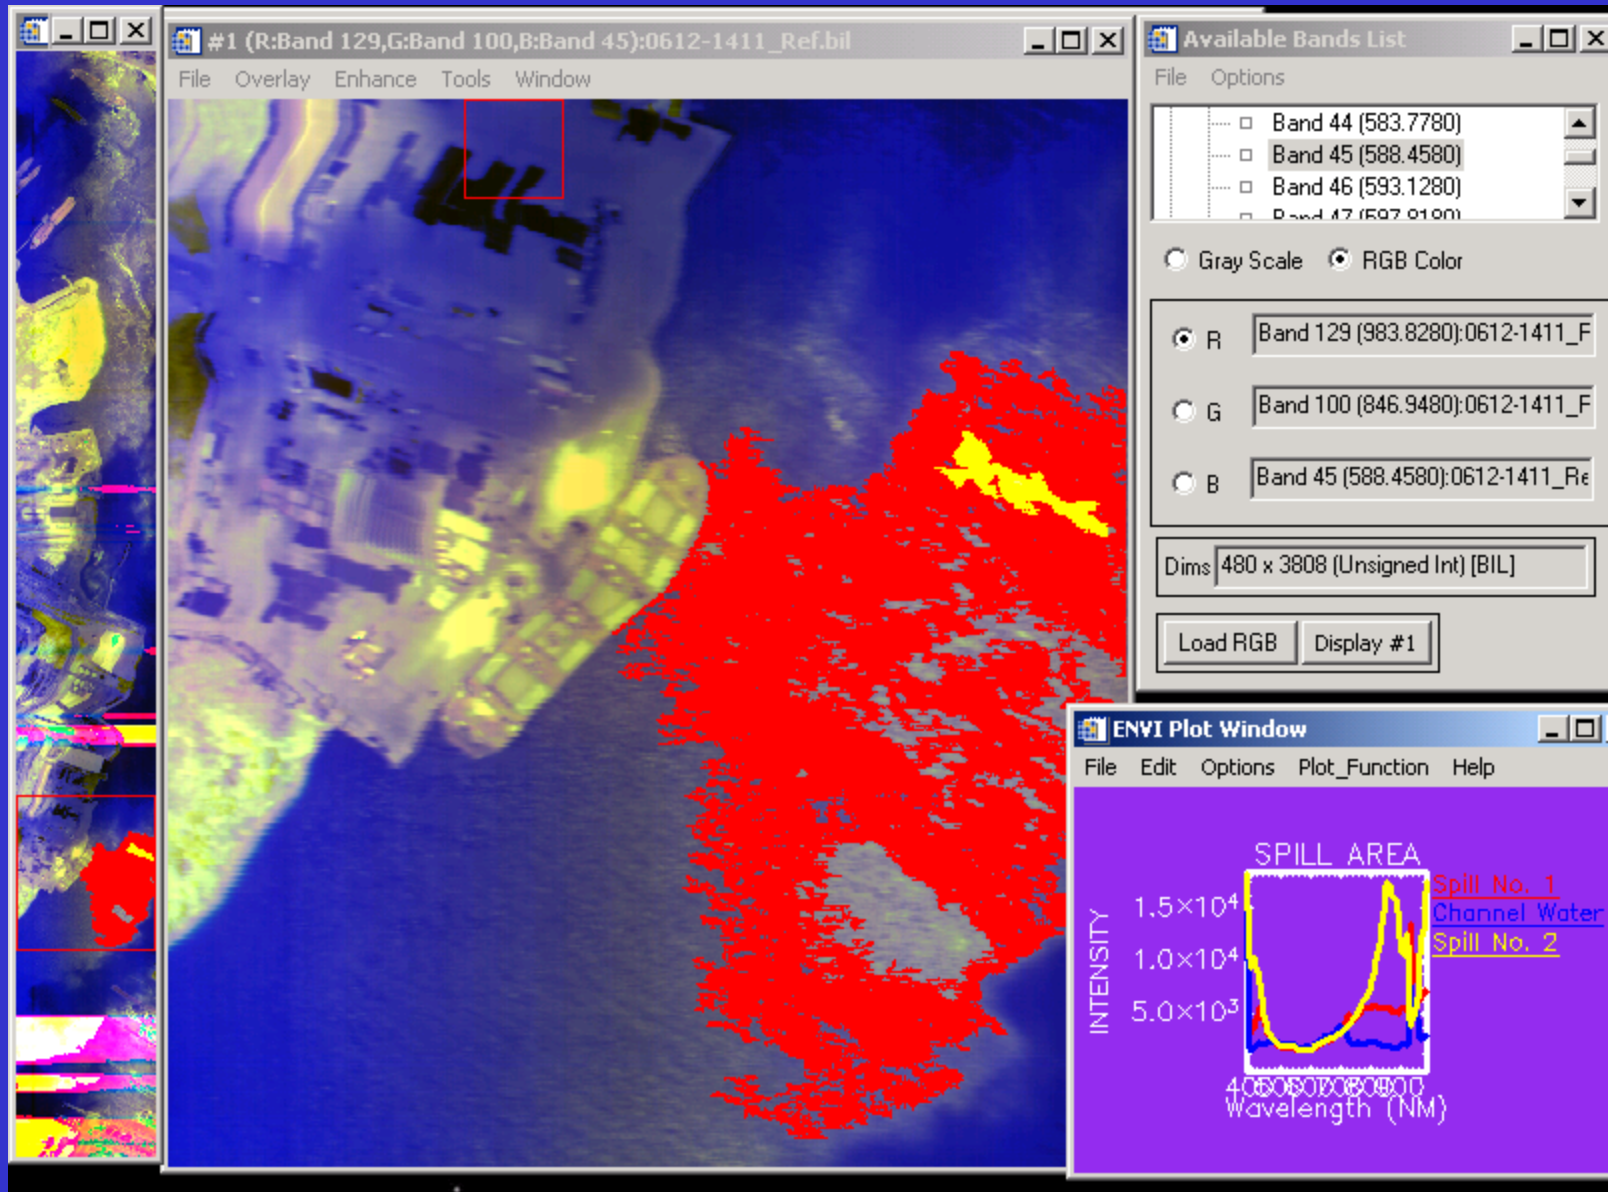 #1 (R:Band 129,G:Band 100,B:Band 45):0612-1411_Ref.bil
File Overlay Enhance Tools Window
Available Bands List
File Options
Band 44 (583.7780)
Band 45 (588.4580)
Band 46 (593.1280)
Band 47 (597.8180)
Gray Scale RGB Color
R Band 129 (983.8280):0612-1411_F
G Band 100 (846.9480):0612-1411_F
B Band 45 (588.4580):0612-1411_Re
Dims 480 x 3808 (Unsigned Int) [BIL]
Load RGB Display #1
ENVI Plot Window
File Edit Options Plot_Function Help
SPILL AREA
Spill No. 1
Channel Water
Spill No. 2
INTENSITY
1.5×10⁴
1.0×10⁴
5.0×10³
Wavelength (NM)